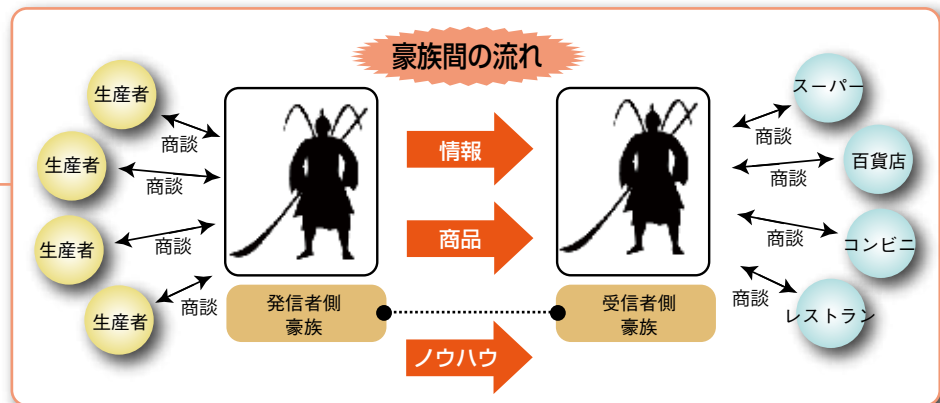 豪族間の流れ
生産者
商談
生産者
商談
生産者
商談
生産者
商談
発信者側
豪族
情報
商品
ノウハウ
受信者側
豪族
スーパー
商談
百貨店
商談
コンビニ
商談
レストラン
商談